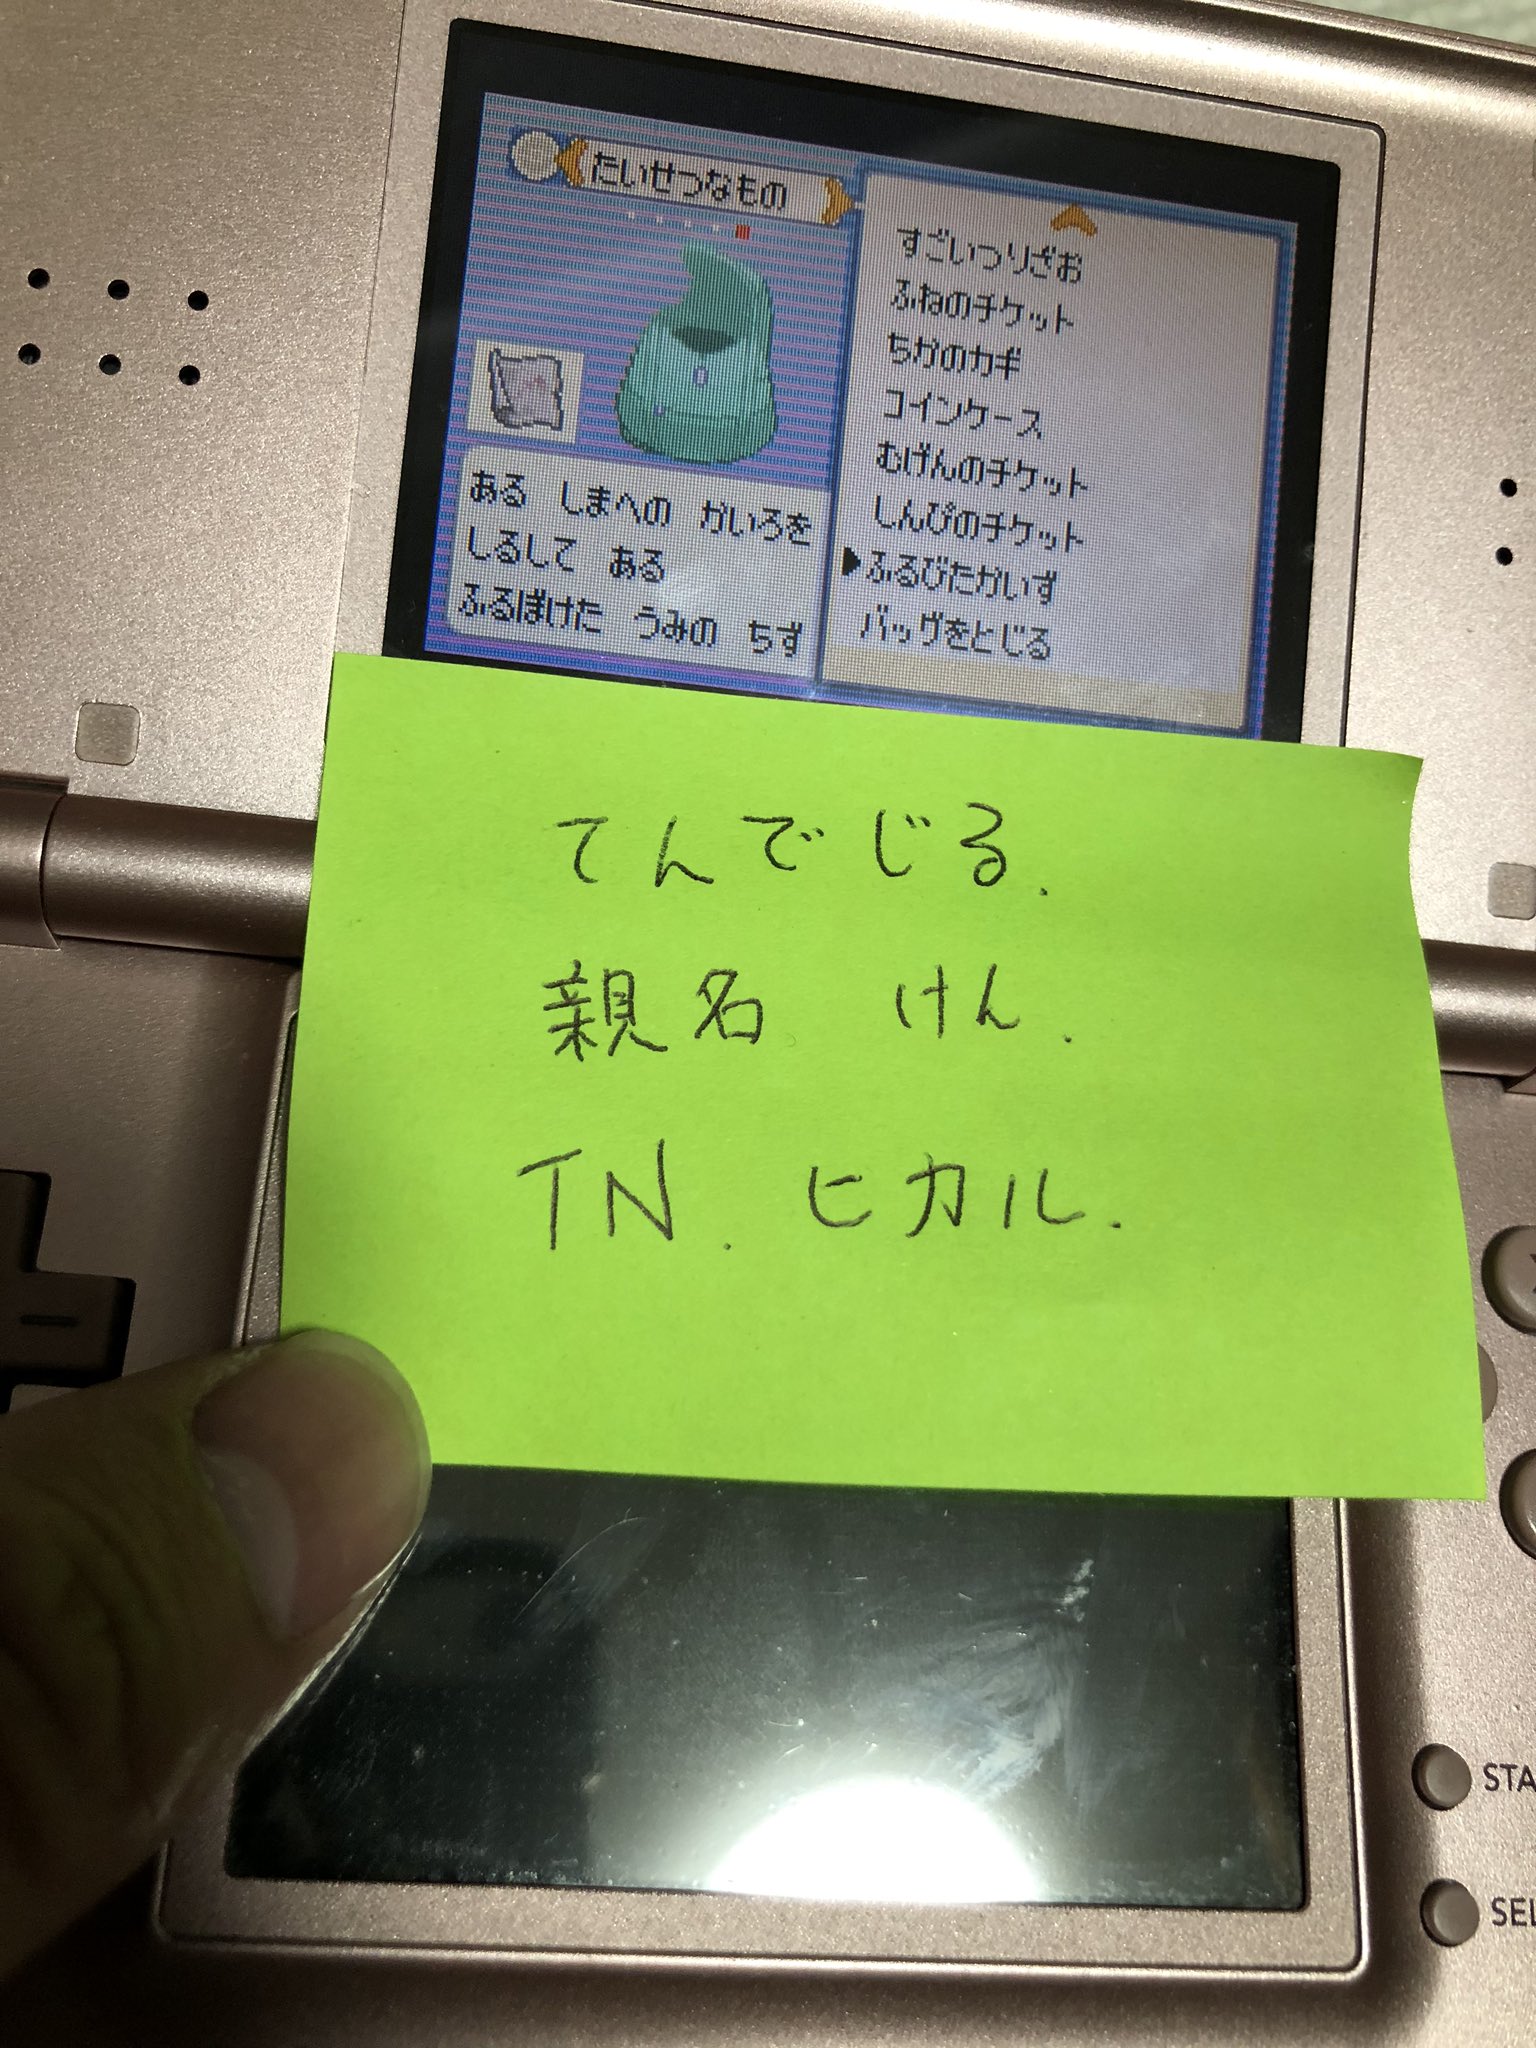 たいせつなもの
すごいつりざお
ふねのチケット
ちかのカギ
コインケース
むげんのチケット
しんぴのチケット
▶ふるびたかいず
バッグをとじる
ある しまへの かいろを
しるして ある
ふるぼけた うみの ちず
てんでじる.
親名 けん.
TN. ヒカル.
STA
SEL